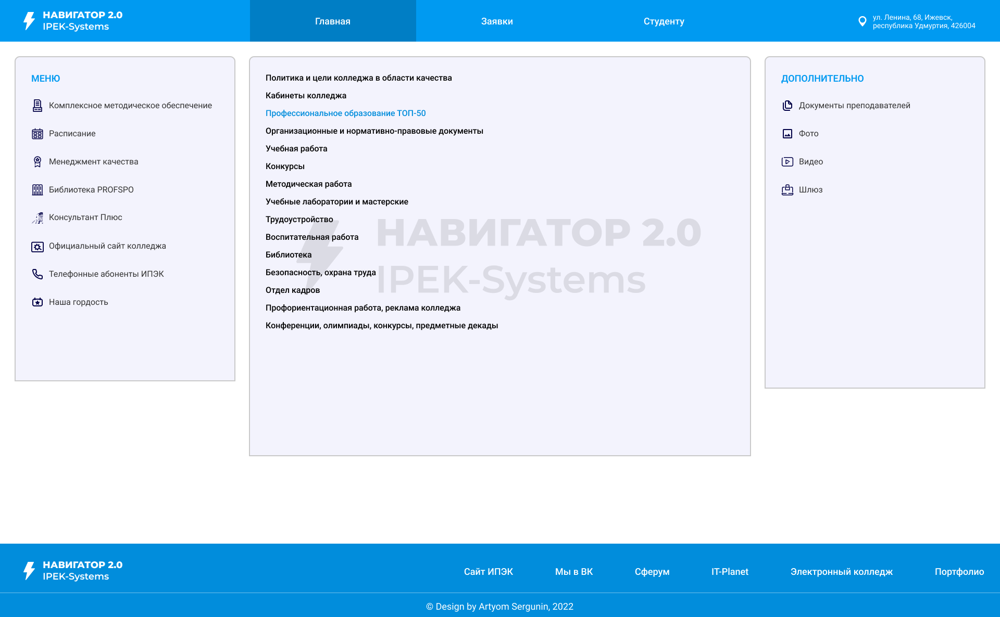 НАВИГАТОР 2.0
IPEK-Systems
Главная
Заявки
Студенту
ул. Ленина, 68, Ижевск,
республика Удмуртия, 426004
МЕНЮ
Комплексное методическое обеспечение
Расписание
Менеджмент качества
Библиотека PROFSPO
Консультант Плюс
Официальный сайт колледжа
Телефонные абоненты ИПЭК
Наша гордость
Политика и цели колледжа в области качества
Кабинеты колледжа
Профессиональное образование ТОП-50
Организационные и нормативно-правовые документы
Учебная работа
Конкурсы
Методическая работа
Учебные лаборатории и мастерские
Трудоустройство
Воспитательная работа
Библиотека
Безопасность, охрана труда
Отдел кадров
Профориентационная работа, реклама колледжа
Конференции, олимпиады, конкурсы, предметные декады
НАВИГАТОР 2.0
IPEK-Systems
ДОПОЛНИТЕЛЬНО
Документы преподавателей
Фото
Видео
Шлюз
НАВИГАТОР 2.0
IPEK-Systems
Сайт ИПЭК
Мы в ВК
Сферум
IT-Planet
Электронный колледж
Портфолио
© Design by Artyom Sergunin, 2022